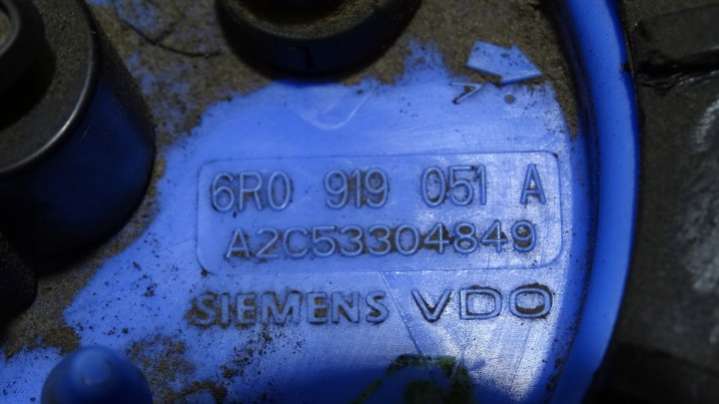 6R0 919 051 A
A2C53304849
SIEMENS VDO